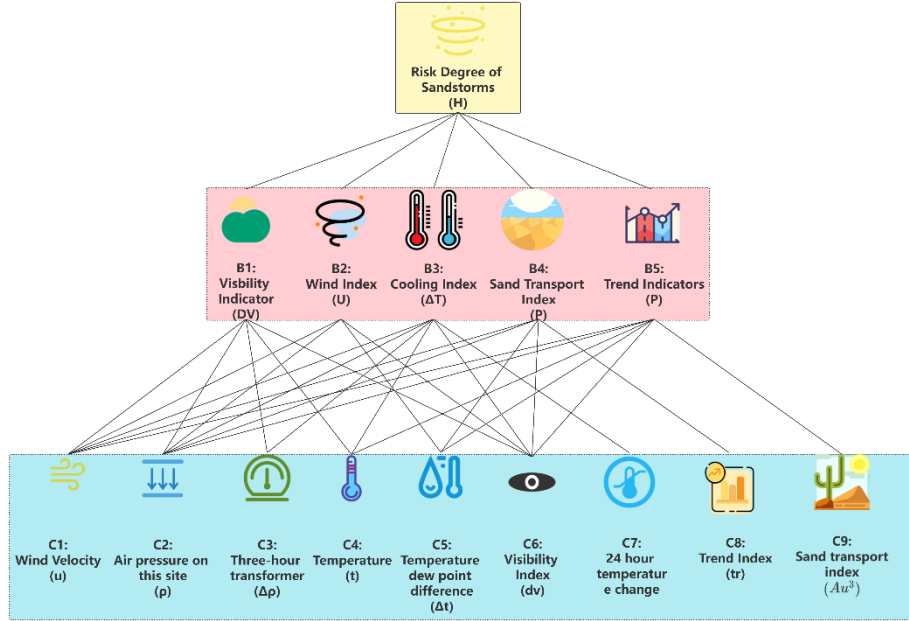 Risk Degree of
Sandstorms
(H)
B1:
Visbility
Indicator
(DV)
B2:
Wind Index
(U)
B3:
Cooling Index
(ΔT)
B4:
Sand Transport
Index
(P)
B5:
Trend Indicators
(P)
C1:
Wind Velocity
(u)
C2:
Air pressure on
this site
(ρ)
C3:
Three-hour
transformer
(Δρ)
C4:
Temperature
(t)
C5:
Temperature
dew point
difference
(Δt)
C6:
Visibility
Index
(dv)
C7:
24 hour
temperatur
e change
C8:
Trend Index
(tr)
C9:
Sand transport
index
(Au³)